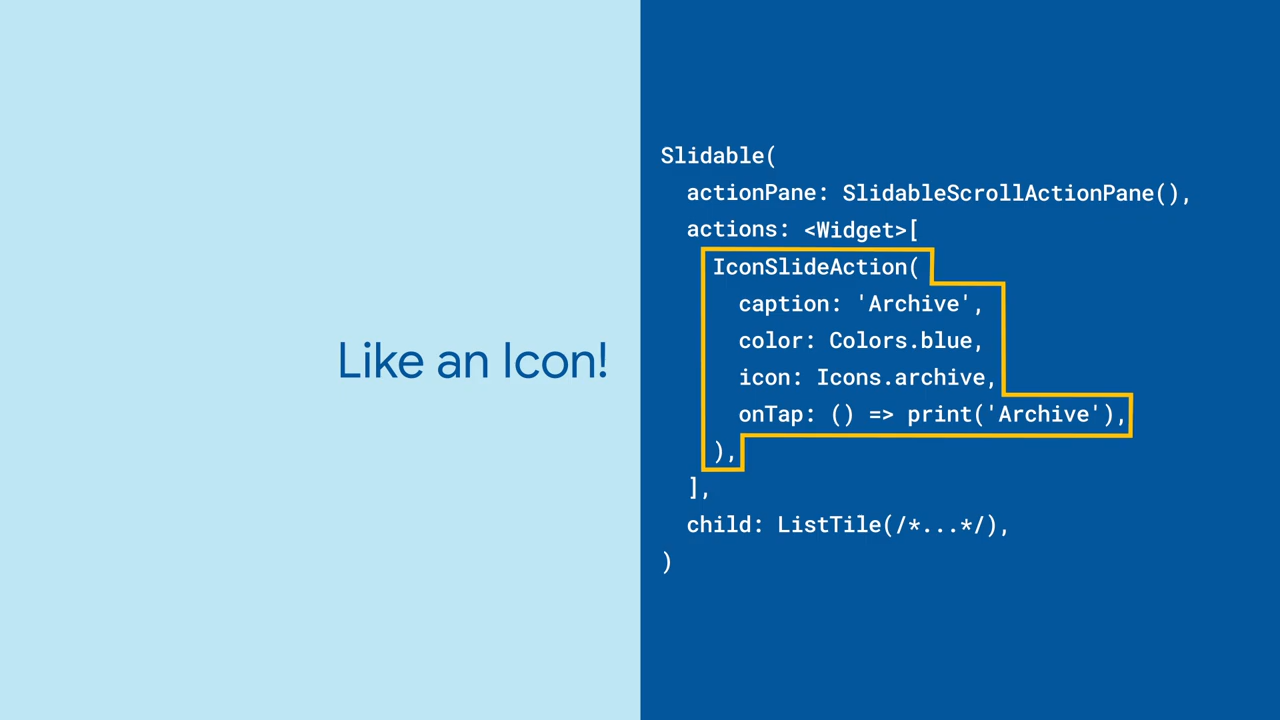 Like an Icon!
Slidable(
  actionPane: SlidableScrollActionPane(),
  actions: <Widget>[
    IconSlideAction(
      caption: 'Archive',
      color: Colors.blue,
      icon: Icons.archive,
      onTap: () => print('Archive'),
    ),
  ],
  child: ListTile(/*...*/),
)